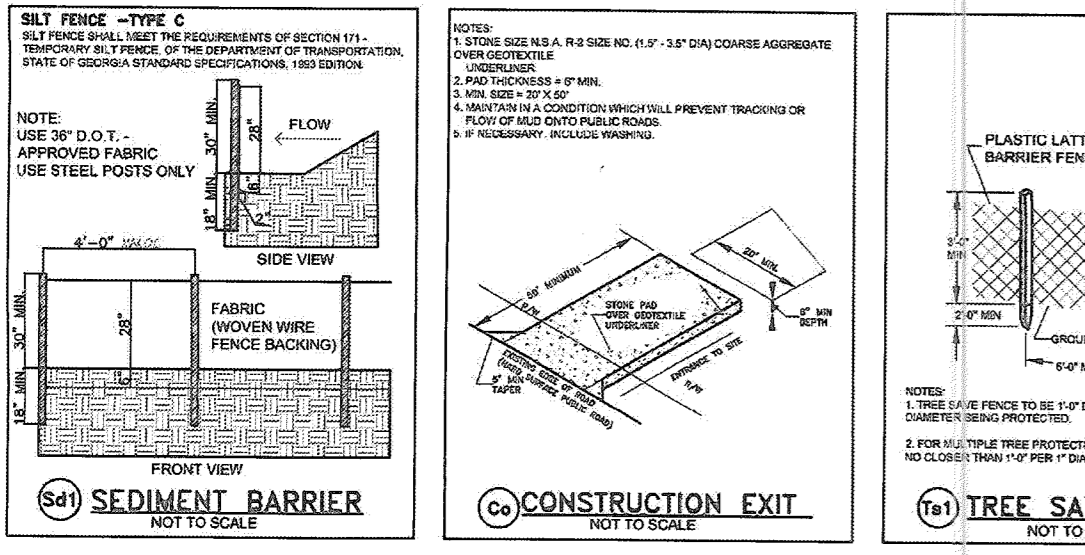 SILT FENCE -TYPE C
SILT FENCE SHALL MEET THE REQUIREMENTS OF SECTION 171 -
TEMPORARY SILT FENCE, OF THE DEPARTMENT OF TRANSPORTATION,
STATE OF GEORGIA STANDARD SPECIFICATIONS, 1993 EDITION.
NOTE:
USE 36" D.O.T. -
APPROVED FABRIC
USE STEEL POSTS ONLY
30" MIN.
28"
FLOW
18" MIN.
6"
2"
SIDE VIEW
4'-0"
30" MIN.
28"
FABRIC
(WOVEN WIRE
FENCE BACKING)
18" MIN.
6"
FRONT VIEW
Sd1 SEDIMENT BARRIER
NOT TO SCALE
NOTES:
1. STONE SIZE N.S.A. R-2 SIZE NO. (1.5" - 3.5" DIA) COARSE AGGREGATE
OVER GEOTEXTILE
UNDERLINER
2. PAD THICKNESS = 6" MIN.
3. MIN. SIZE = 20' X 50'
4. MAINTAIN IN A CONDITION WHICH WILL PREVENT TRACKING OR
FLOW OF MUD ONTO PUBLIC ROADS.
5. IF NECESSARY, INCLUDE WASHING.
50' MINIMUM
20' MIN.
R/W
STONE PAD
OVER GEOTEXTILE
UNDERLINER
6" MIN
DEPTH
EXISTING EDGE OF ROAD
(HARD SURFACE PUBLIC ROAD)
5' MIN
TAPER
ENTRANCE TO SITE
R/W
Co CONSTRUCTION EXIT
NOT TO SCALE
PLASTIC LATT
BARRIER FEN
3'-0"
MIN
2'-0" MIN
GROU
6'-0" M
NOTES:
1. TREE SAVE FENCE TO BE 1'-0"
DIAMETER BEING PROTECTED.
2. FOR MULTIPLE TREE PROTECT
NO CLOSER THAN 1'-0" PER 1" DIA
Ts1 TREE SA
NOT TO